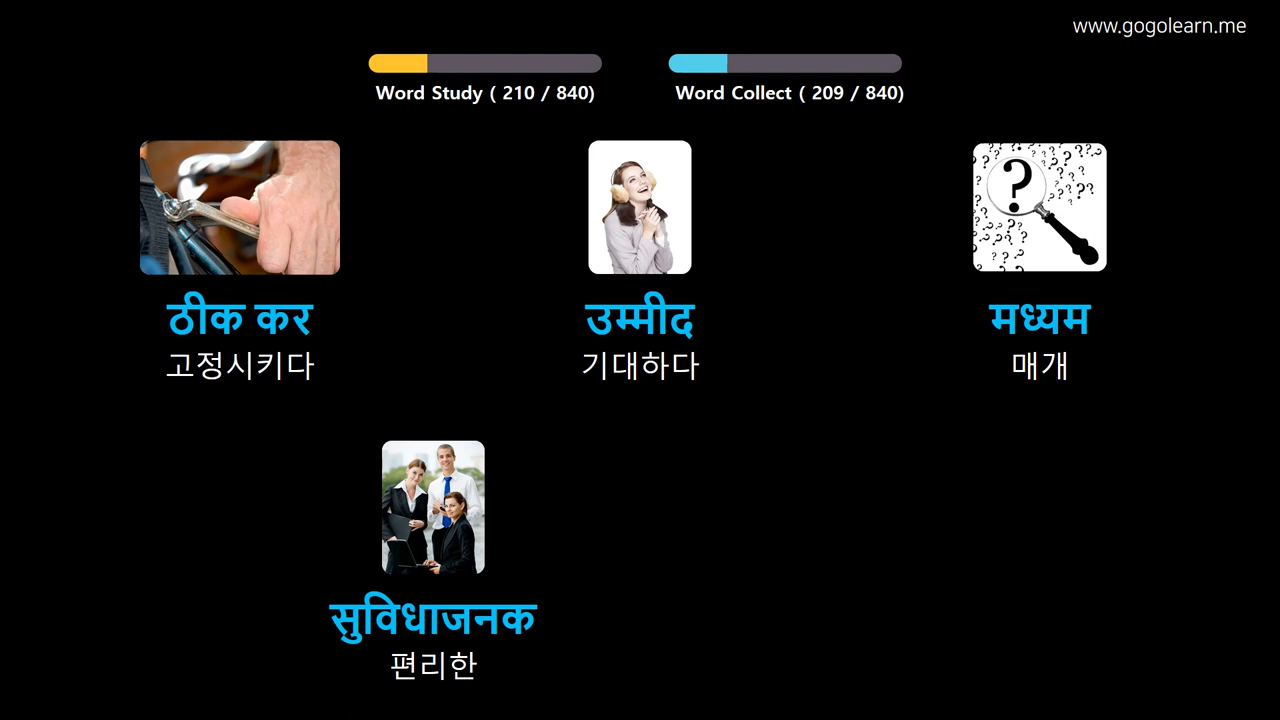 www.gogolearn.me
Word Study ( 210 / 840)
Word Collect ( 209 / 840)
ठीक कर
고정시키다
उम्मीद
기대하다
मध्यम
매개
सुविधाजनक
편리한